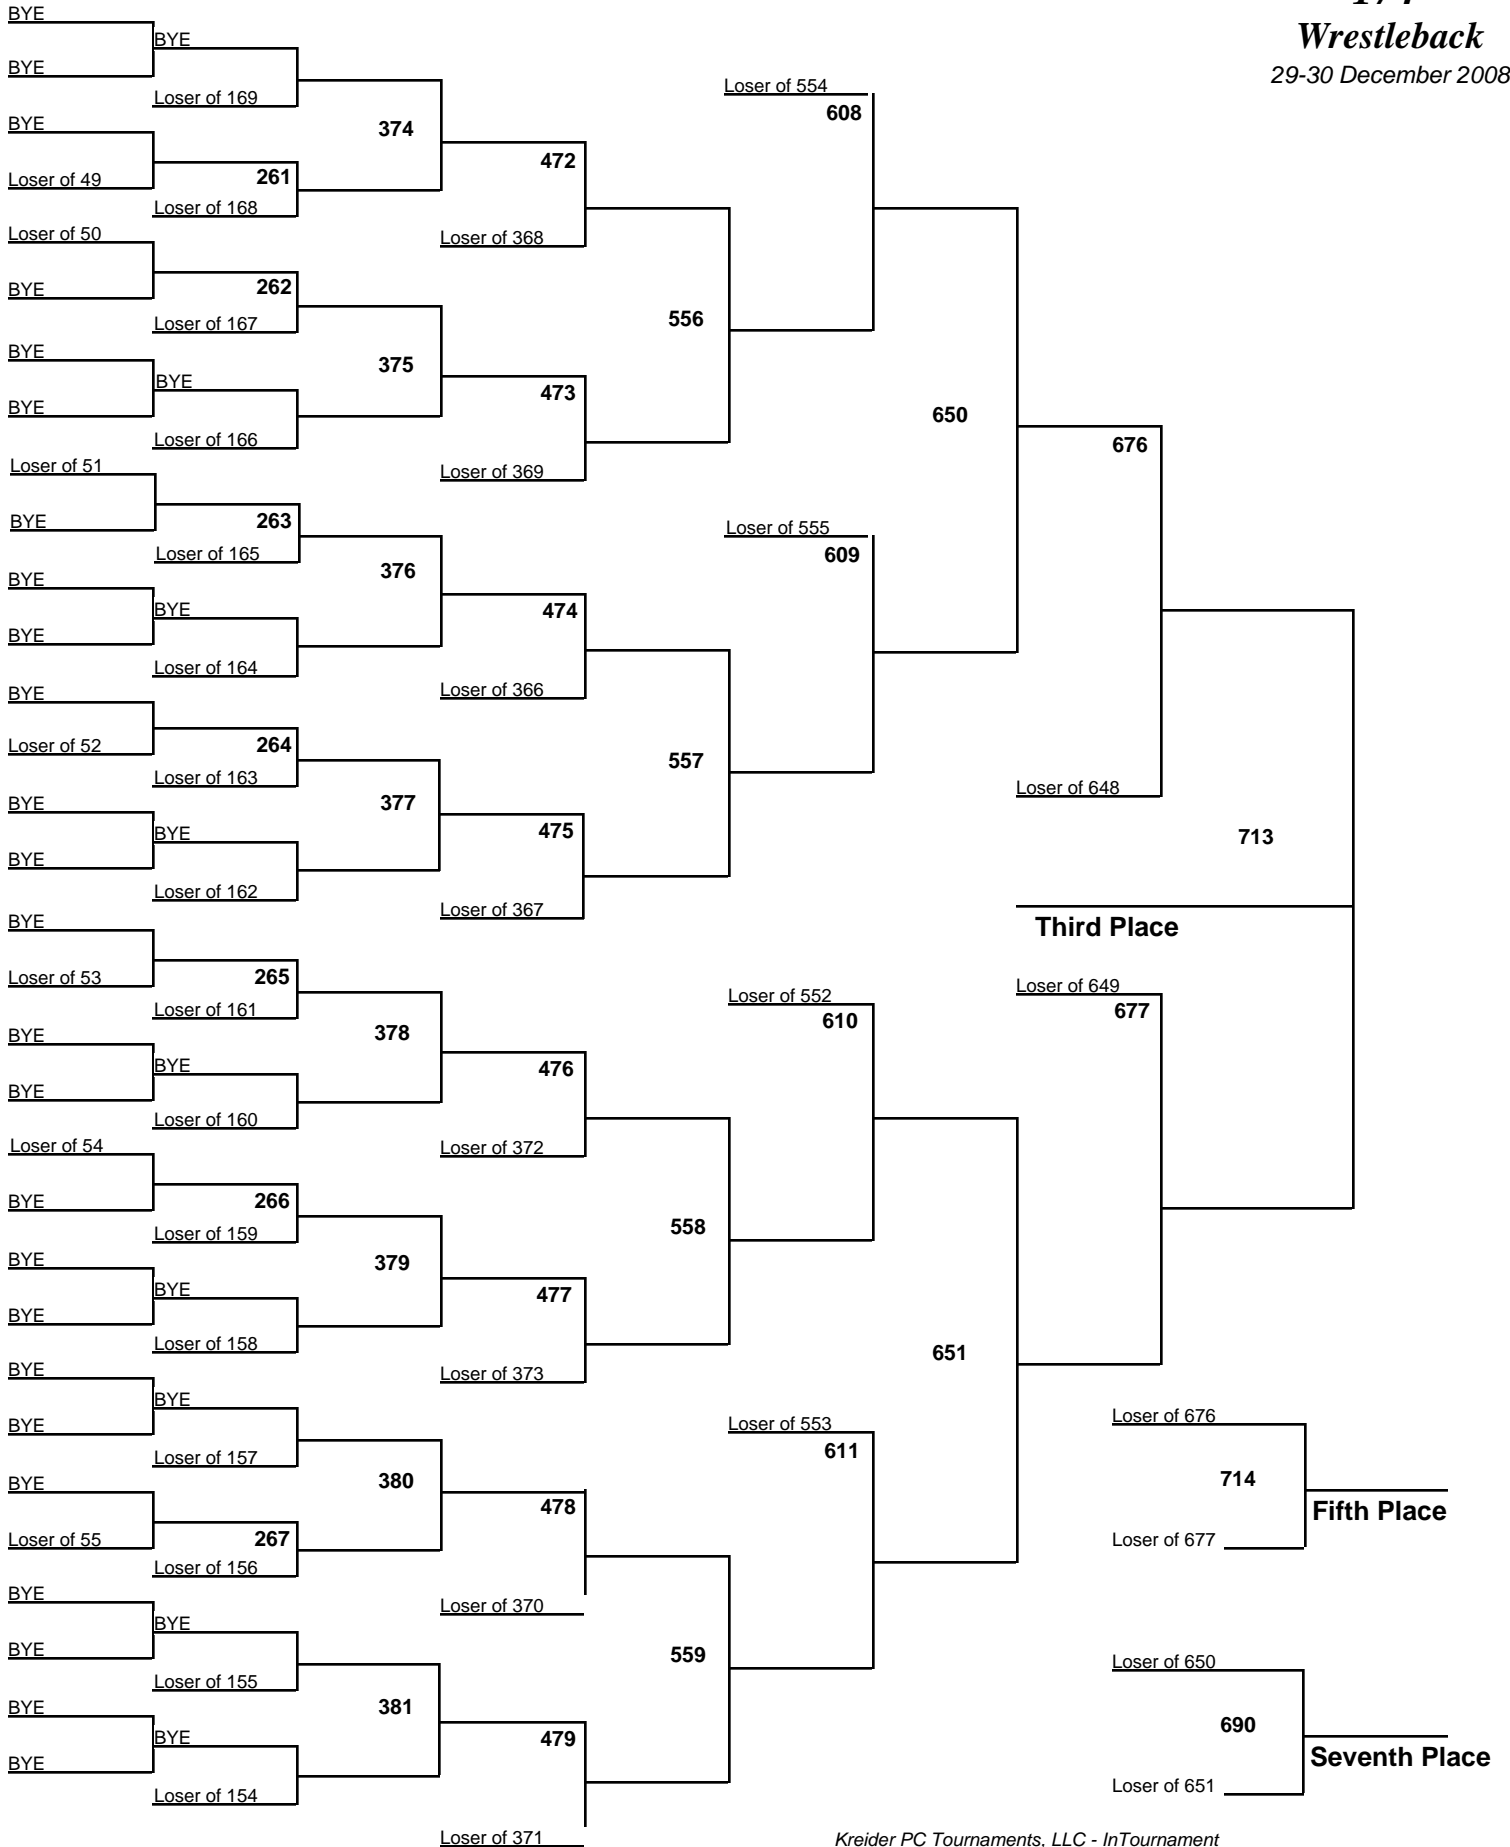 Wrestleback
29-30 December 2008
BYE
BYE
BYE
Loser of 169
BYE
374
Loser of 49
261
Loser of 168
472
Loser of 368
Loser of 554
608
Loser of 50
BYE
262
Loser of 167
375
BYE
BYE
BYE
Loser of 166
473
Loser of 369
556
650
676
Loser of 51
BYE
263
Loser of 165
376
BYE
BYE
BYE
Loser of 164
474
Loser of 366
Loser of 555
609
BYE
Loser of 52
264
Loser of 163
377
BYE
BYE
BYE
Loser of 162
475
Loser of 367
557
Loser of 648
713
Third Place
BYE
Loser of 53
265
Loser of 161
378
BYE
BYE
BYE
Loser of 160
476
Loser of 372
Loser of 552
610
Loser of 649
677
Loser of 54
BYE
266
Loser of 159
379
BYE
BYE
BYE
Loser of 158
477
Loser of 373
558
651
BYE
BYE
BYE
Loser of 157
380
BYE
Loser of 55
267
Loser of 156
478
Loser of 370
Loser of 553
611
Loser of 676
714
Fifth Place
Loser of 677
BYE
BYE
BYE
Loser of 155
381
BYE
BYE
BYE
Loser of 154
479
Loser of 371
559
Loser of 650
690
Seventh Place
Loser of 651
Kreider PC Tournaments, LLC - InTournament